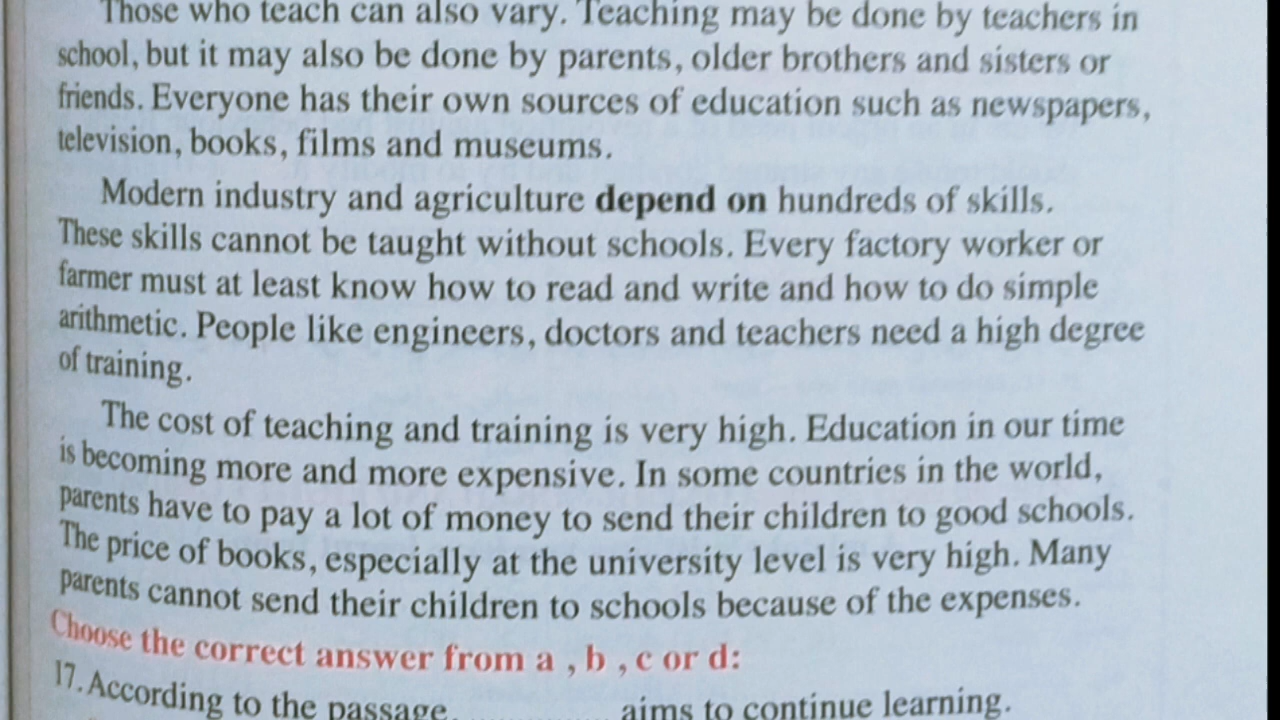 Those who teach can also vary. Teaching may be done by teachers in
school, but it may also be done by parents, older brothers and sisters or
friends. Everyone has their own sources of education such as newspapers,
television, books, films and museums.
Modern industry and agriculture depend on hundreds of skills.
These skills cannot be taught without schools. Every factory worker or
farmer must at least know how to read and write and how to do simple
arithmetic. People like engineers, doctors and teachers need a high degree
of training.
The cost of teaching and training is very high. Education in our time
is becoming more and more expensive. In some countries in the world,
parents have to pay a lot of money to send their children to good schools.
The price of books, especially at the university level is very high. Many
parents cannot send their children to schools because of the expenses.
Choose the correct answer from a , b , c or d:
17. According to the passage, ............... aims to continue learning.